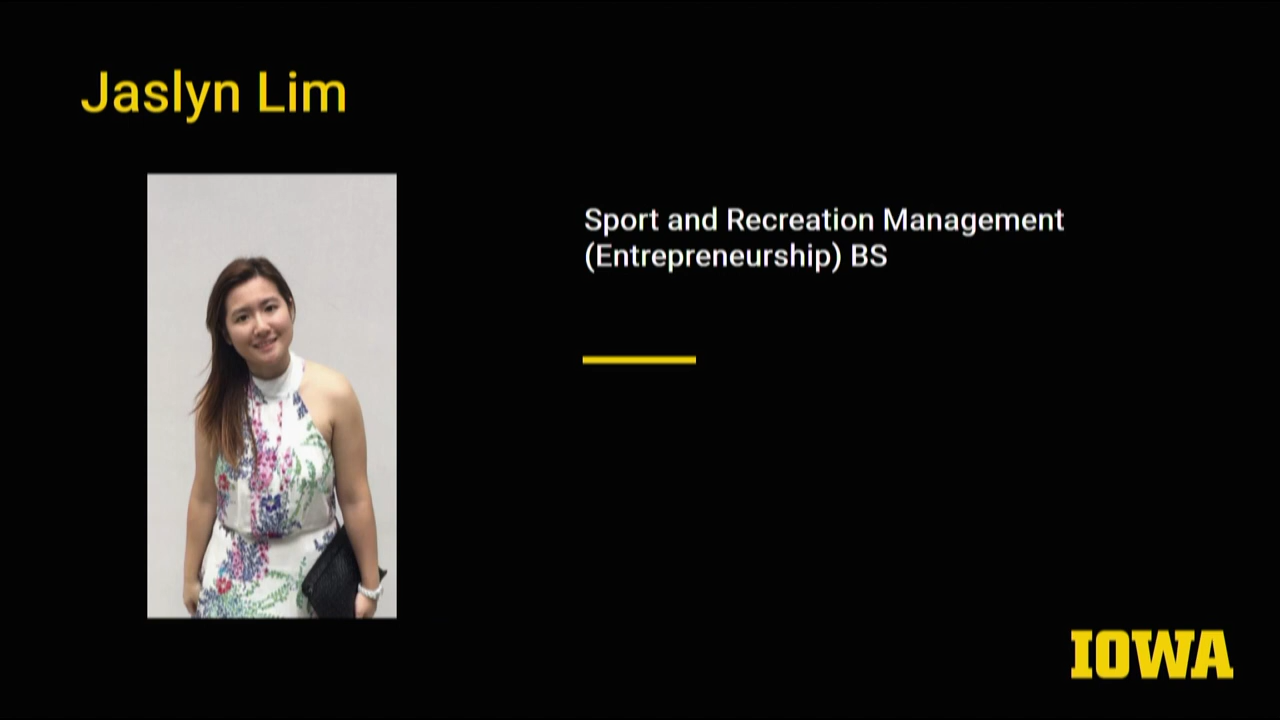 Jaslyn Lim
Sport and Recreation Management
(Entrepreneurship) BS
IOWA